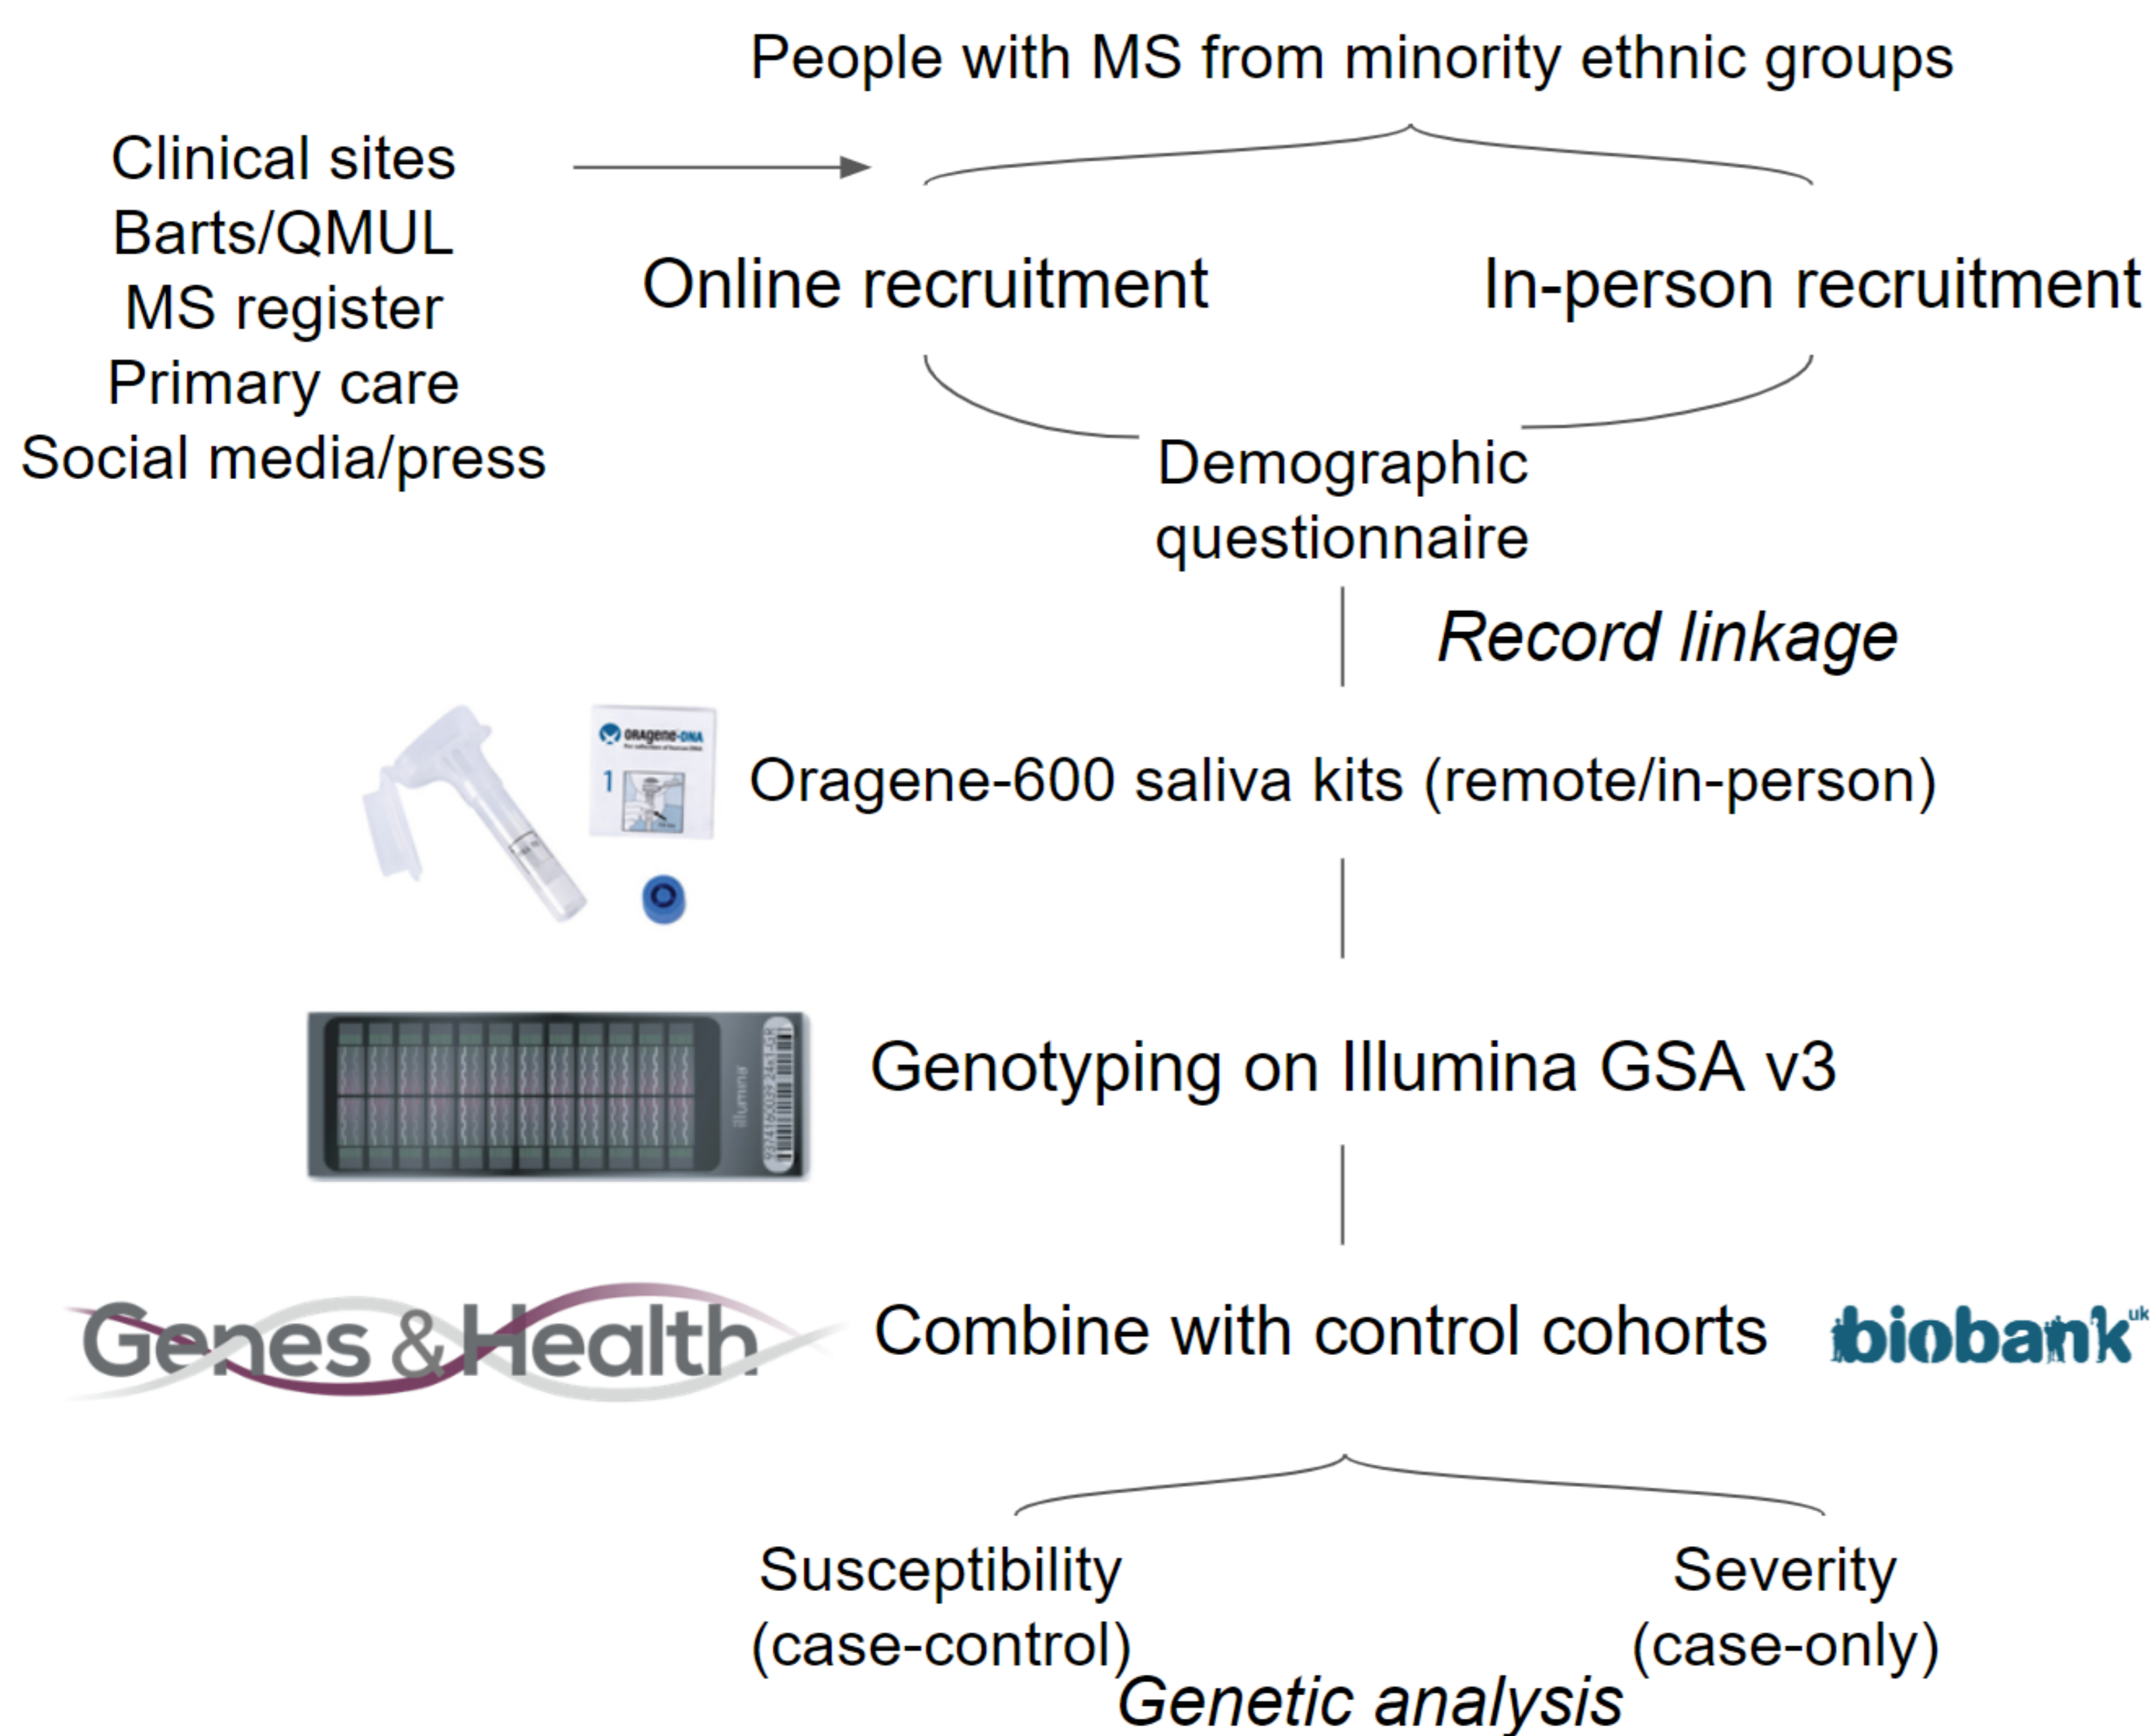 People with MS from minority ethnic groups
Clinical sites
Barts/QMUL
MS register
Primary care
Social media/press
Online recruitment
In-person recruitment
Demographic
questionnaire
Record linkage
ORAgene-DNA
1
Oragene-600 saliva kits (remote/in-person)
illumina
Genotyping on Illumina GSA v3
Genes & Health
Combine with control cohorts
biobank uk
Susceptibility
(case-control)
Severity
(case-only)
Genetic analysis